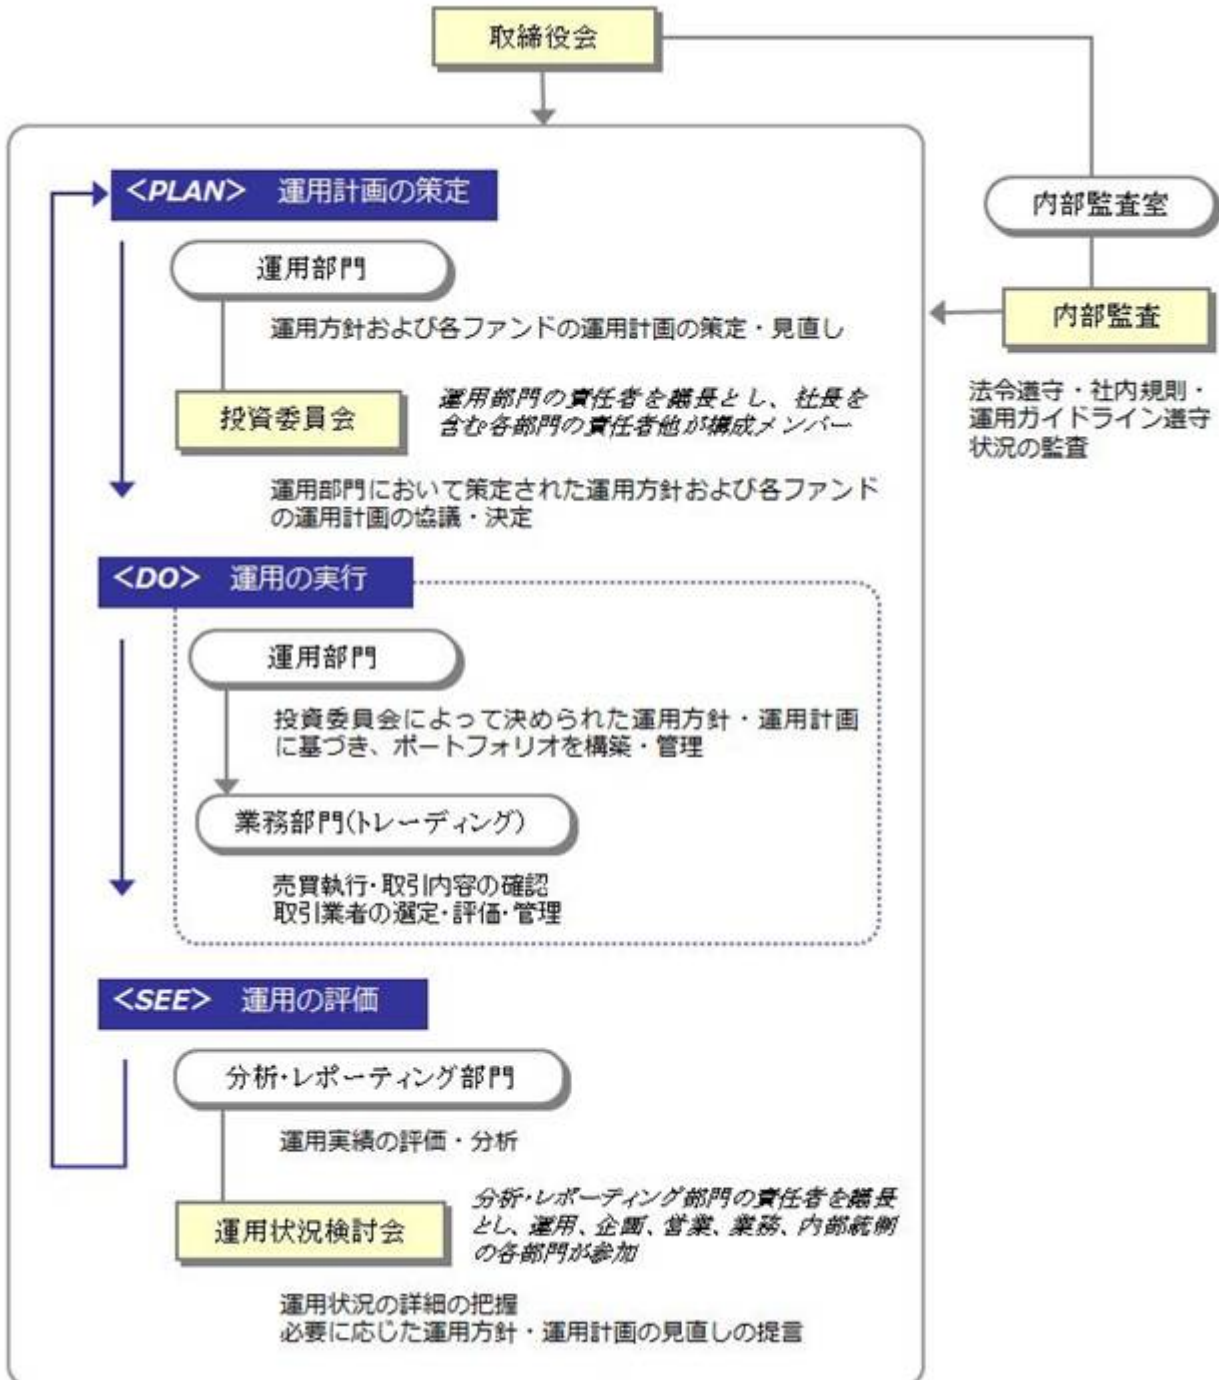 取締役会
<PLAN> 運用計画の策定
運用部門
運用方針および各ファンドの運用計画の策定・見直し
投資委員会
運用部門の責任者を議長とし、社長を
含む各部門の責任者他が構成メンバー
運用部門において策定された運用方針および各ファンド
の運用計画の協議・決定
内部監査室
内部監査
法令遵守・社内規則・
運用ガイドライン遵守
状況の監査
<DO> 運用の実行
運用部門
投資委員会によって決められた運用方針・運用計画
に基づき、ポートフォリオを構築・管理
業務部門(トレーディング)
売買執行・取引内容の確認
取引業者の選定・評価・管理
<SEE> 運用の評価
分析・レポーティング部門
運用実績の評価・分析
運用状況検討会
分析・レポーティング部門の責任者を議長
とし、運用、企画、営業、業務、内部統制
の各部門が参加
運用状況の詳細の把握
必要に応じた運用方針・運用計画の見直しの提言